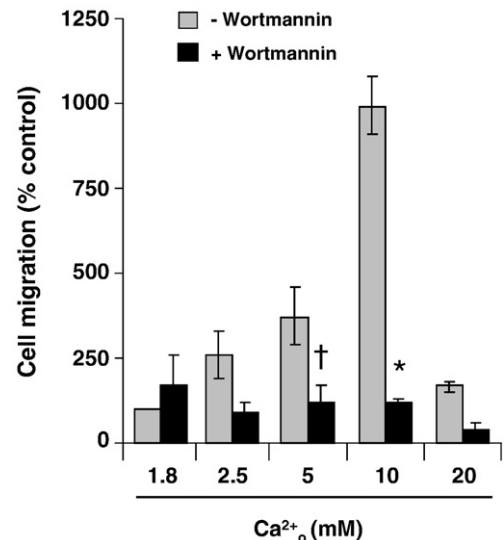 1250
- Wortmannin
+ Wortmannin
1000
750
500
250
0
Cell migration (% control)
†
*
1.8 2.5 5 10 20
Ca²⁺ₒ (mM)